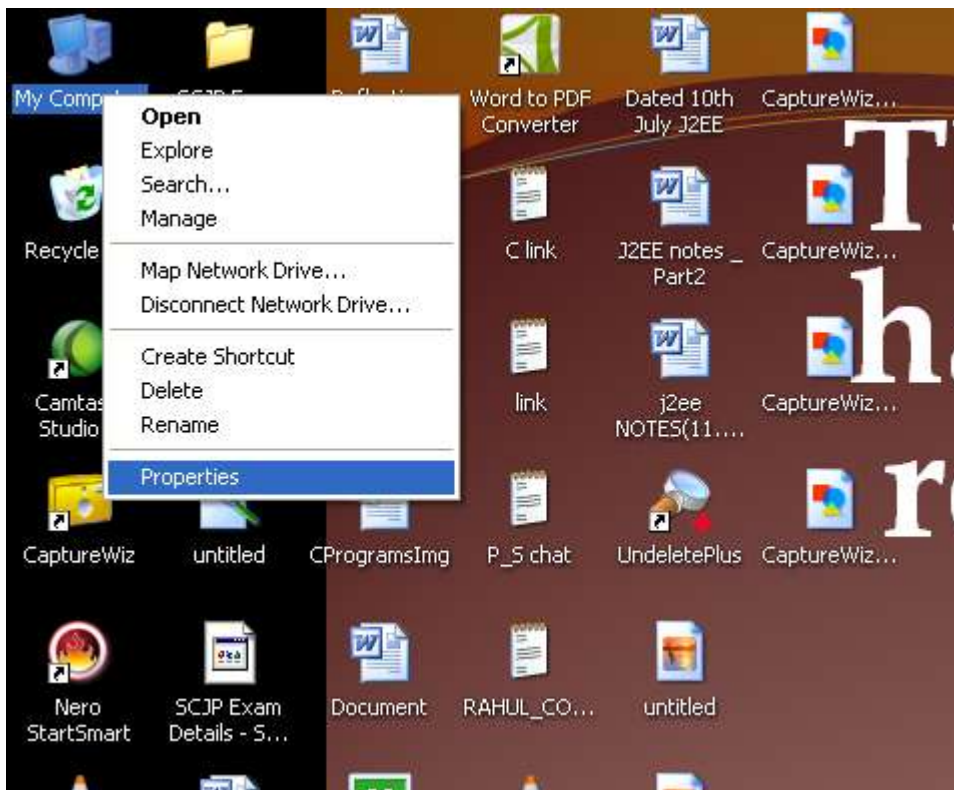 My Comp
Word to PDF
Converter
Dated 10th
July J2EE
CaptureWiz...
Open
Explore
Search...
Manage
Map Network Drive...
Disconnect Network Drive...
Create Shortcut
Delete
Rename
Properties
Recycle
C link
J2EE notes _
Part2
CaptureWiz...
Camtas
Studio
link
j2ee
NOTES(11....
CaptureWiz...
CaptureWiz
untitled
CProgramsImg
P_S chat
UndeletePlus
CaptureWiz...
Nero
StartSmart
SCJP Exam
Details - S...
Document
RAHUL_CO...
untitled
T
h
r